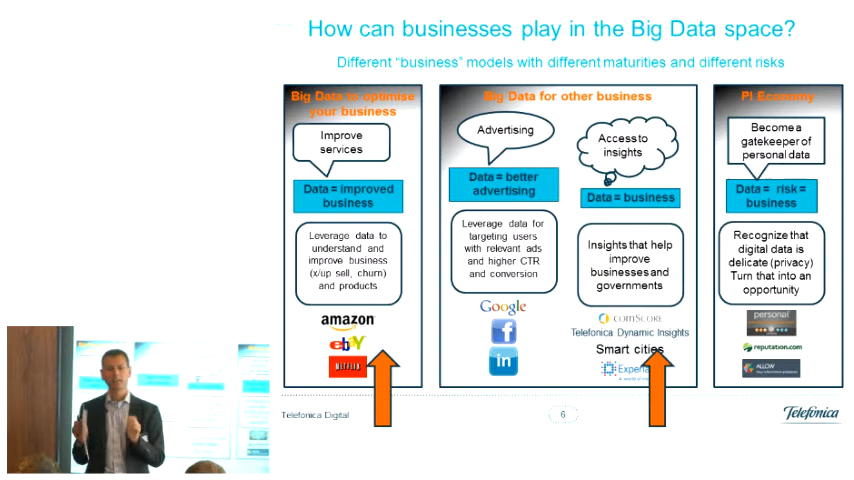 How can businesses play in the Big Data space?
Different “business” models with different maturities and different risks
Big Data to optimise
your business
Improve
services
Data = improved
business
Leverage data to
understand and
improve business
(x/up sell, churn)
and products
amazon
ebay
NETFLIX
Big Data for other business
Advertising
Data = better
advertising
Leverage data for
targeting users
with relevant ads
and higher CTR
and conversion
Google
f
in
Access to
insights
Data = business
Insights that help
improve
businesses and
governments
comScore
Telefonica Dynamic Insights
Smart cities
PI Economy
Become a
gatekeeper of
personal data
Data = risk =
business
Recognize that
digital data is
delicate (privacy)
Turn that into an
opportunity
personal
reputation.com
ALLOW
Telefonica Digital
6
Telefónica